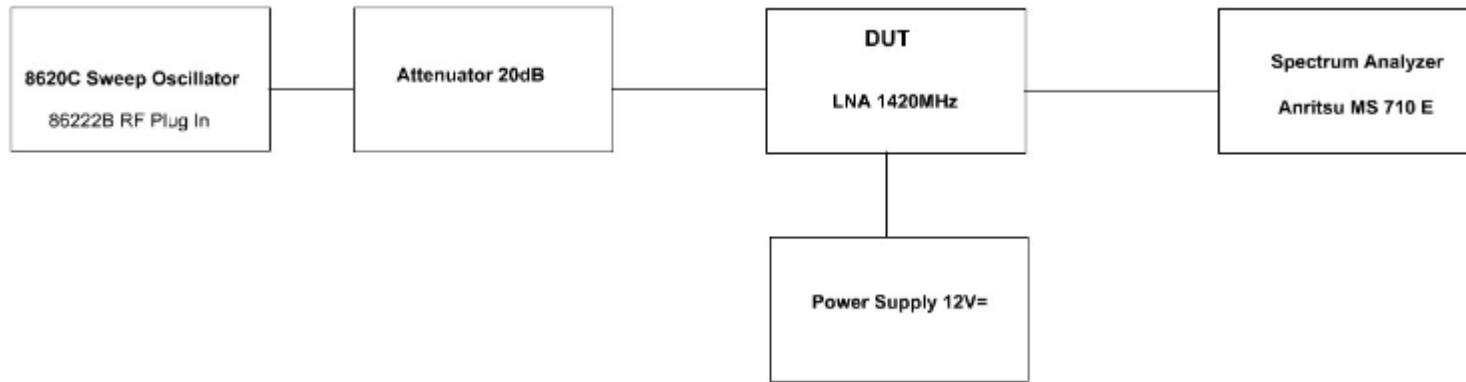 8620C Sweep Oscillator
86222B RF Plug In
Attenuator 20dB
DUT
LNA 1420MHz
Spectrum Analyzer
Anritsu MS 710 E
Power Supply 12V=